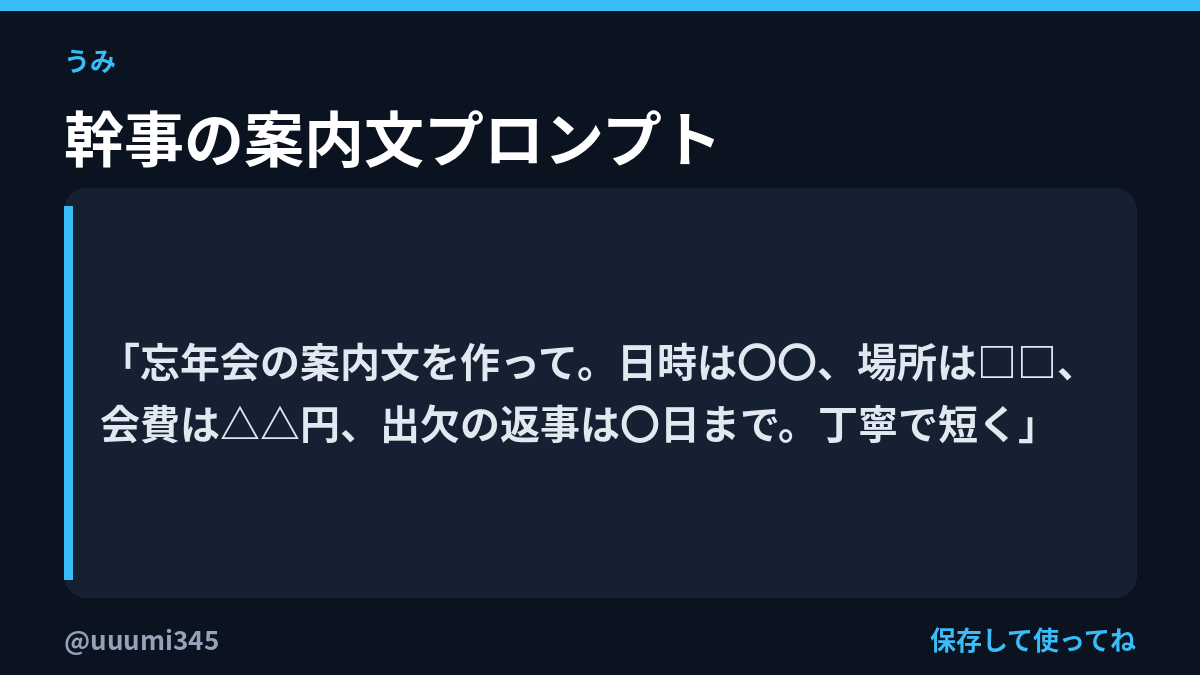 うみ
幹事の案内文プロンプト
「忘年会の案内文を作って。日時は〇〇、場所は□□、
会費は△△円、出欠の返事は〇日まで。丁寧で短く」
@uuumi345
保存して使ってね